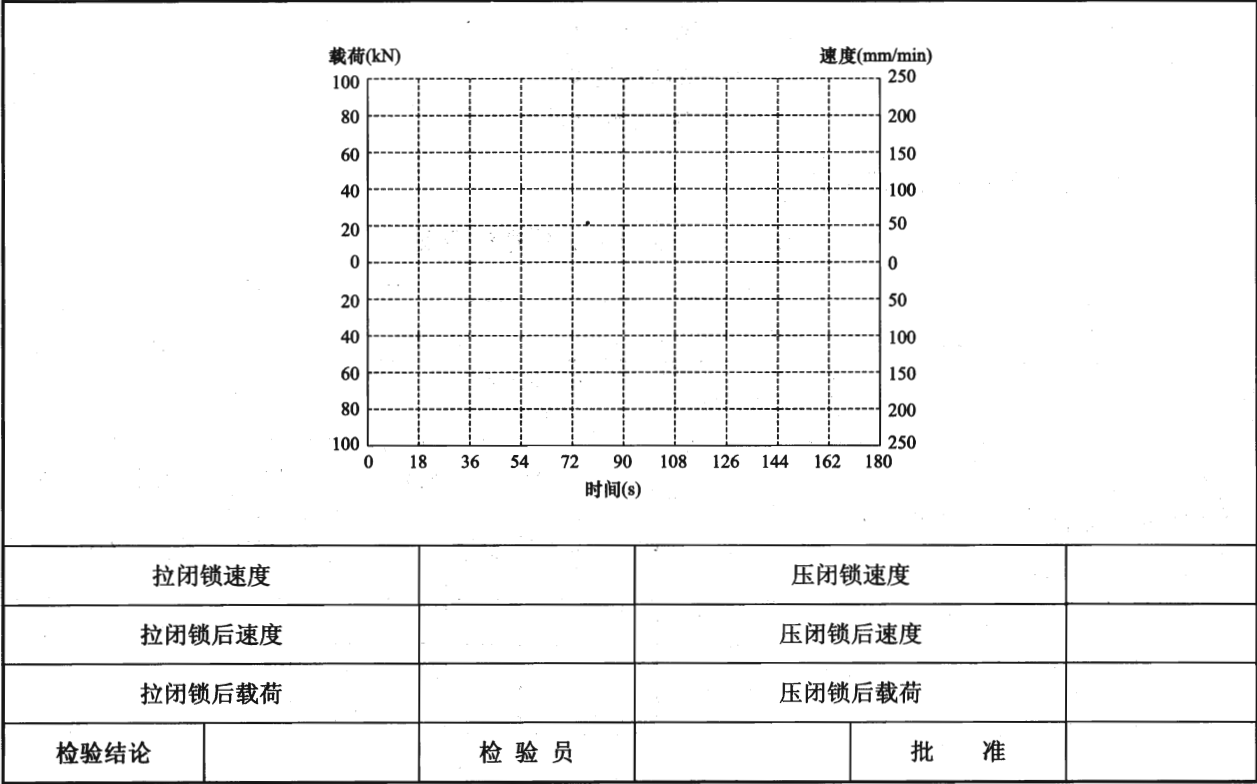 载荷(kN) 速度(mm/min)
100 250
80 200
60 150
40 100
20 50
0 0
20 50
40 100
60 150
80 200
100 250
0 18 36 54 72 90 108 126 144 162 180
时间(s)
拉闭锁速度 压闭锁速度
拉闭锁后速度 压闭锁后速度
拉闭锁后载荷 压闭锁后载荷
检验结论 检 验 员 批 准